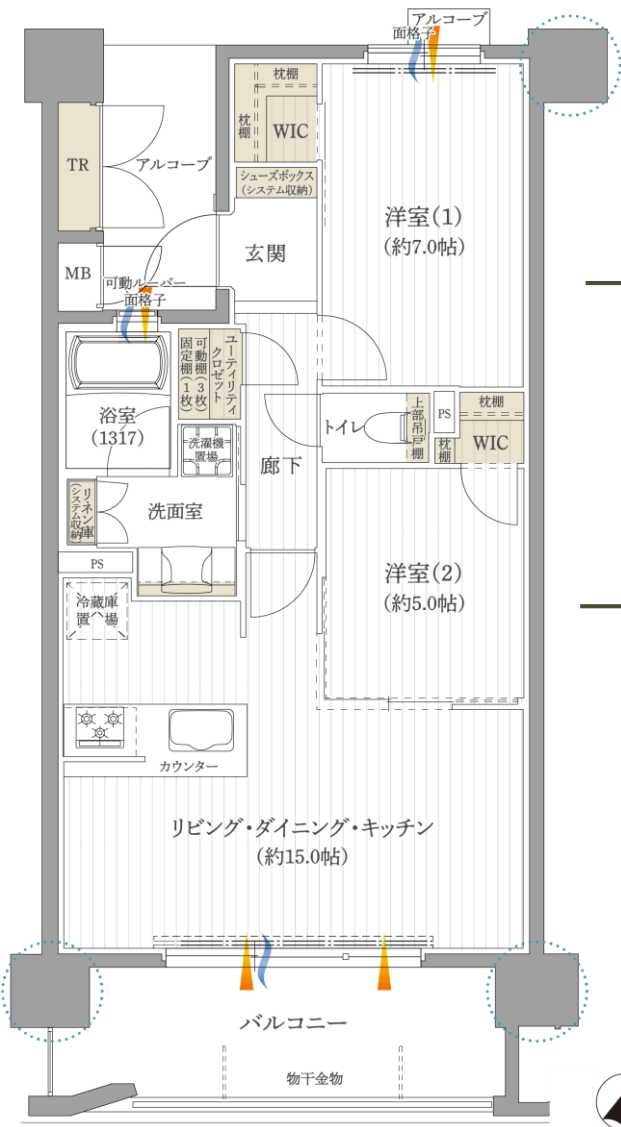 アルコーブ
面格子
枕棚
枕棚
WIC
TR
アルコーブ
シューズボックス
(システム収納)
洋室(1)
(約7.0帖)
玄関
MB
可動ルーバー
面格子
ユーティリティ
クロゼット
可動棚(3枚)
固定棚(1枚)
浴室
(1317)
トイレ
上部吊戸棚
PS
枕棚
枕棚
WIC
洗濯機
置場
廊下
リネン庫
(システム収納)
洗面室
PS
洋室(2)
(約5.0帖)
冷蔵庫
置場
カウンター
リビング・ダイニング・キッチン
(約15.0帖)
バルコニー
物干金物